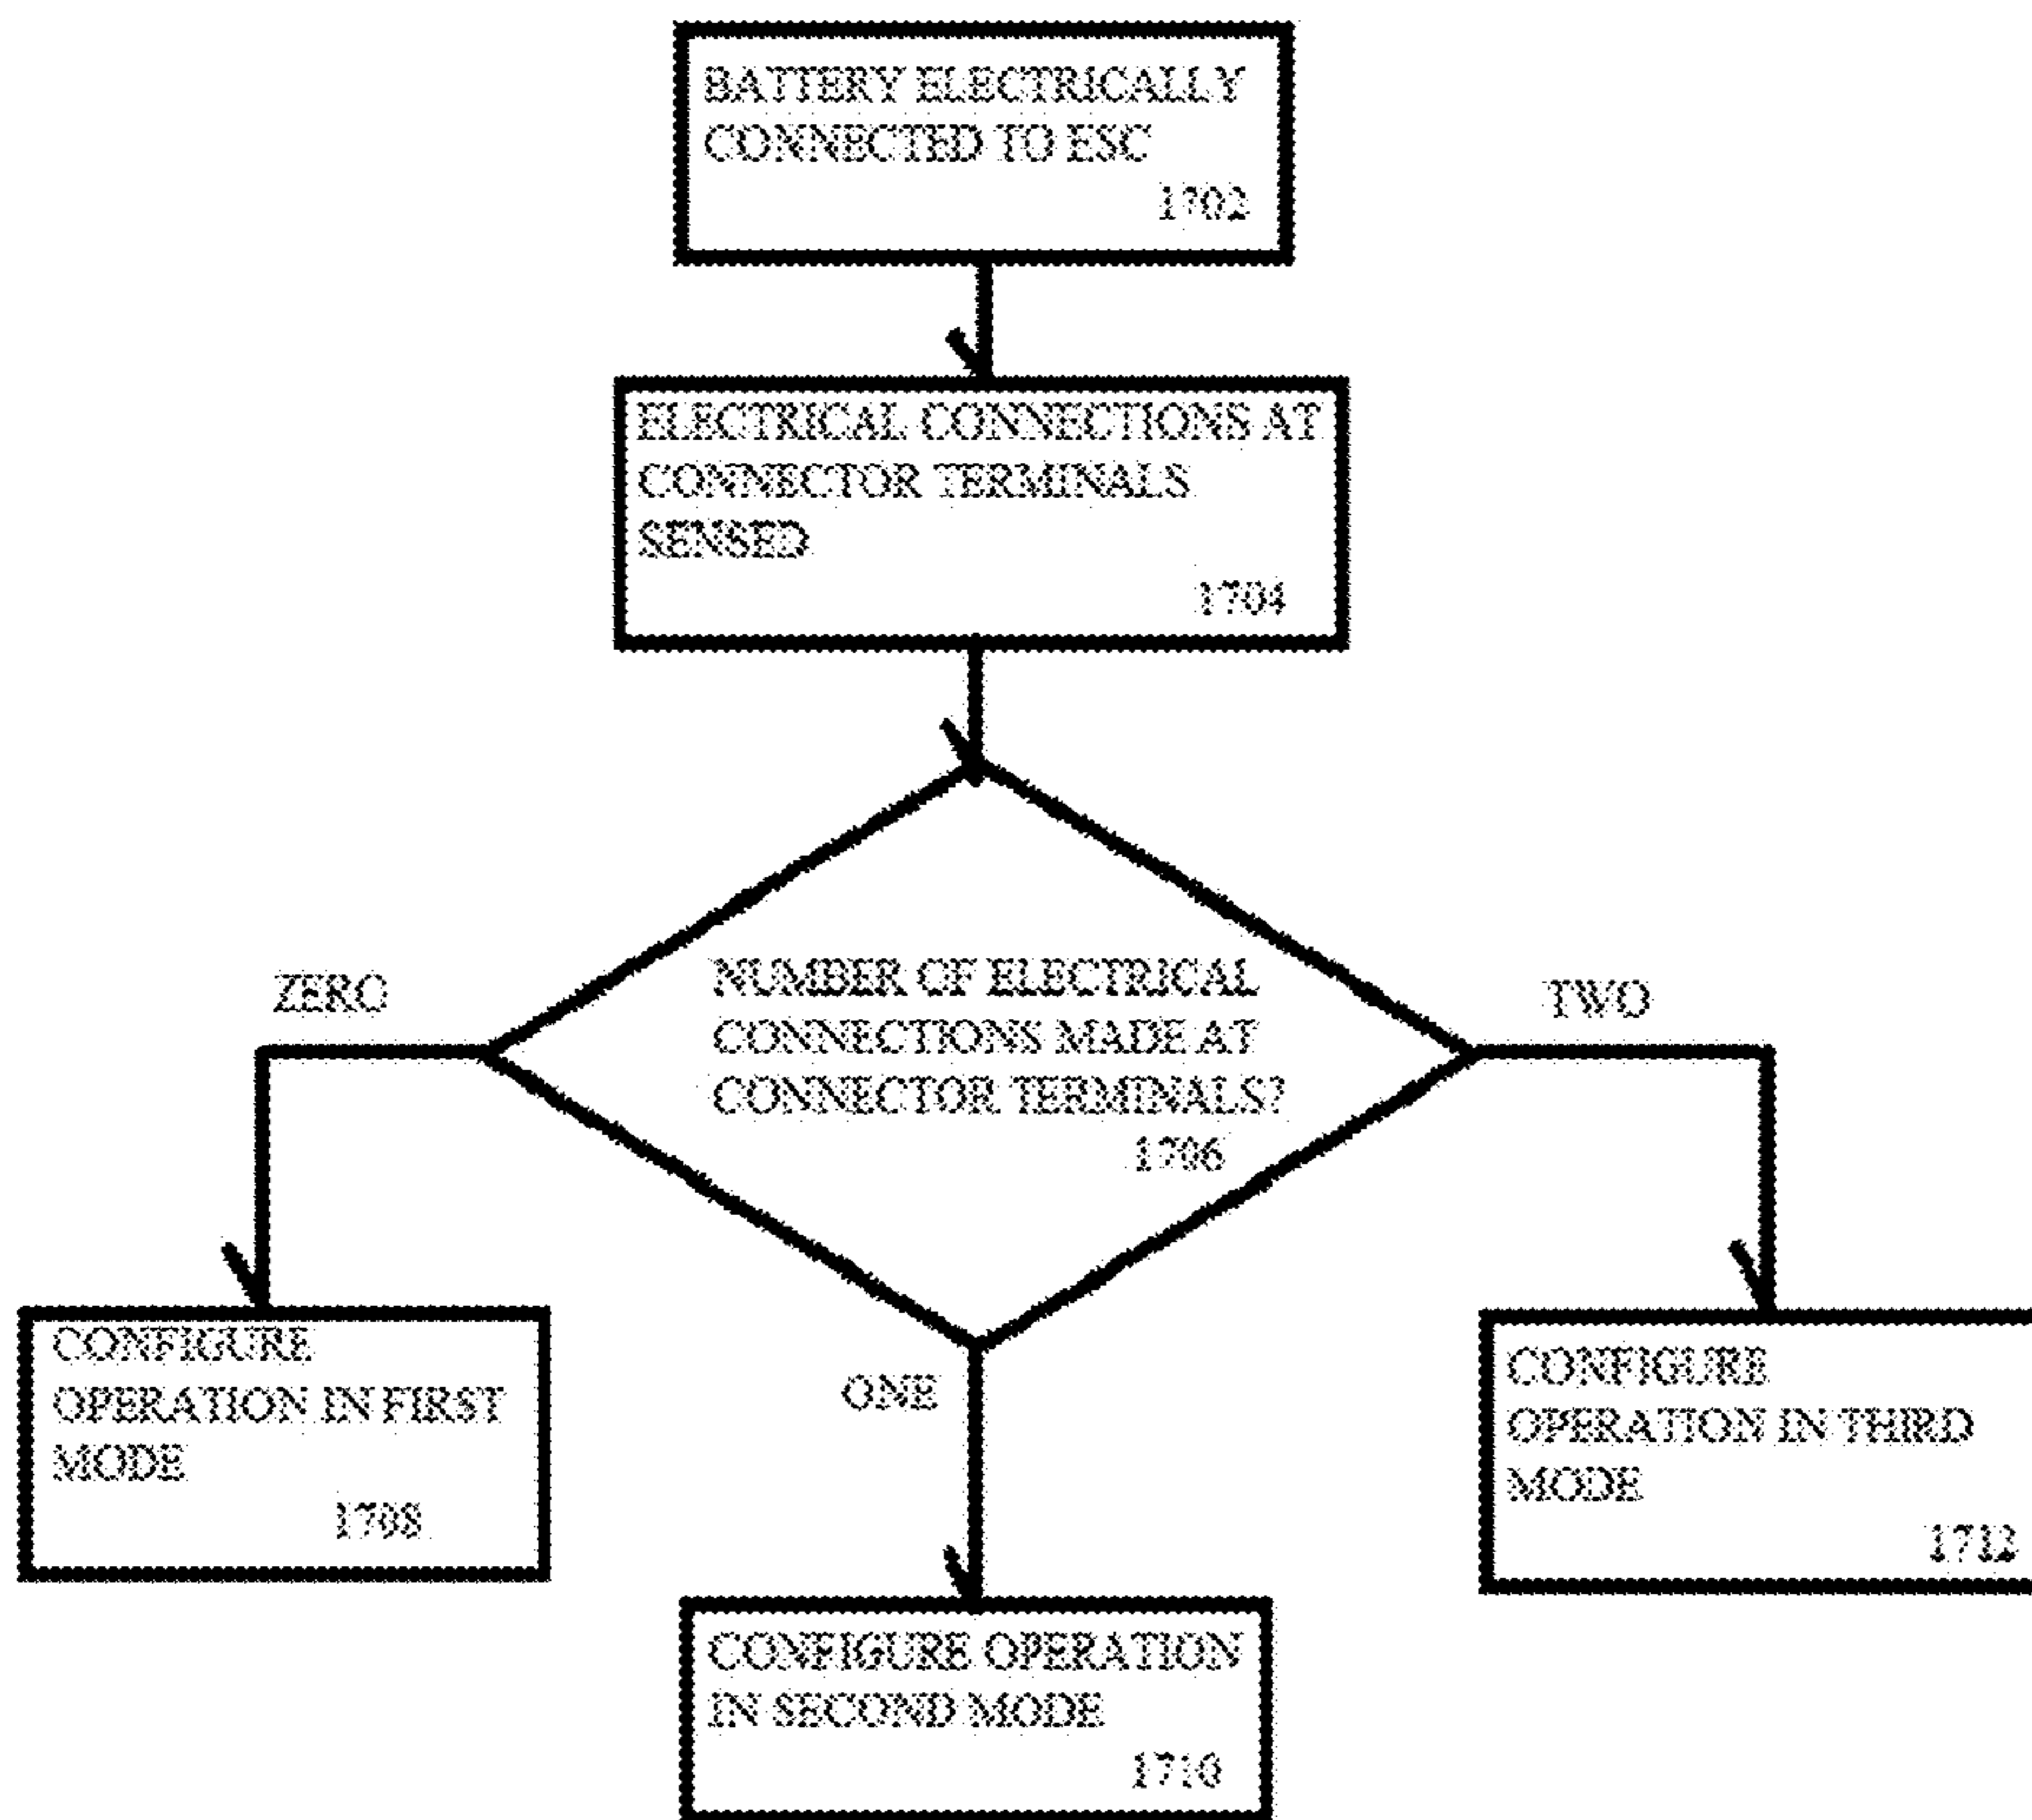 BATTERY ELECTRICALLY
CONNECTED TO ESC
1702
ELECTRICAL CONNECTIONS AT
CONNECTOR TERMINALS
SENSED
1704
NUMBER OF ELECTRICAL
CONNECTIONS MADE AT
CONNECTOR TERMINALS?
1706
ZERO
TWO
ONE
CONFIGURE
OPERATION IN FIRST
MODE
1708
CONFIGURE
OPERATION IN THIRD
MODE
1712
CONFIGURE OPERATION
IN SECOND MODE
1710